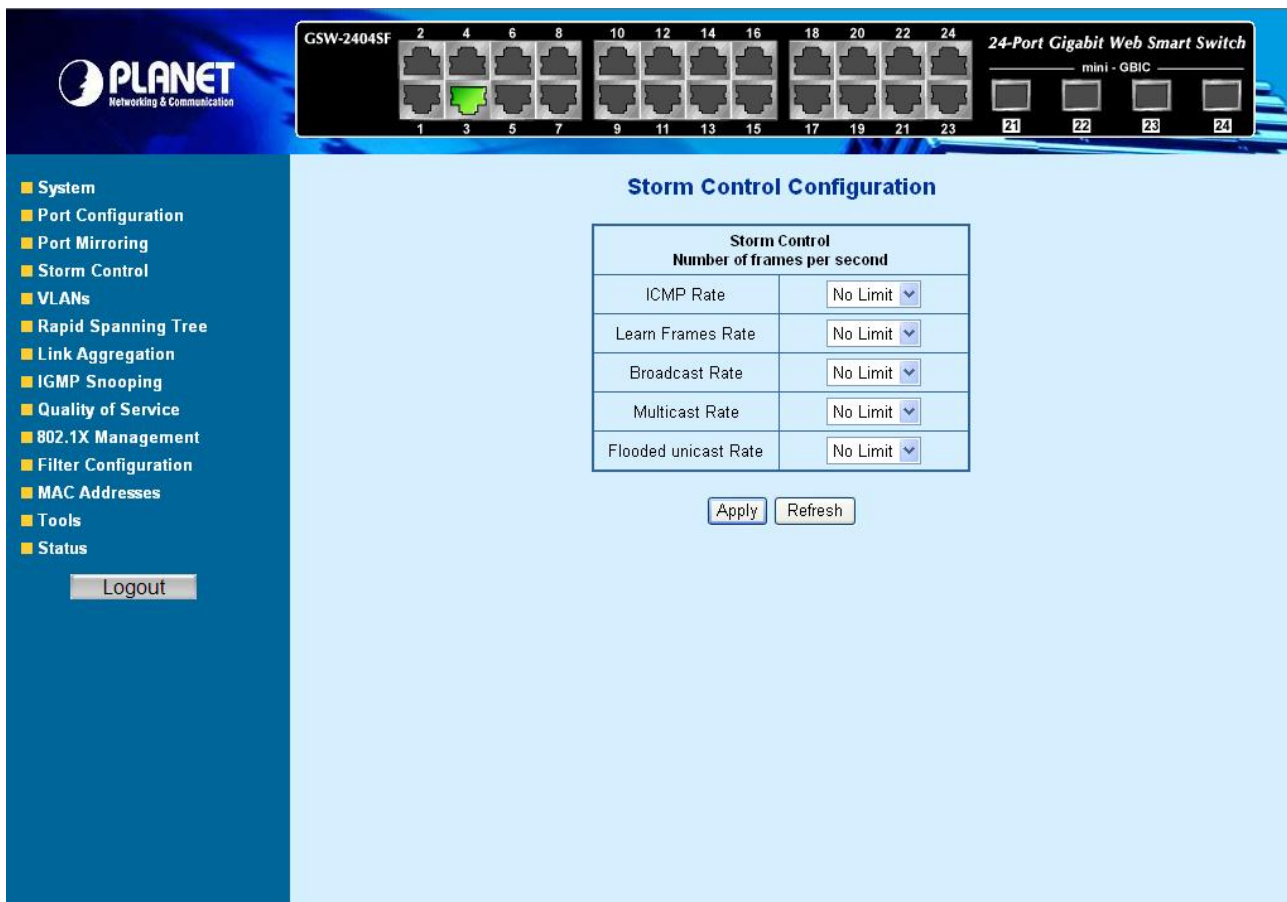 PLANET
Networking & Communication
GSW-2404SF
2 4 6 8 10 12 14 16 18 20 22 24
1 3 5 7 9 11 13 15 17 19 21 23
24-Port Gigabit Web Smart Switch
mini - GBIC
21 22 23 24
System
Port Configuration
Port Mirroring
Storm Control
VLANs
Rapid Spanning Tree
Link Aggregation
IGMP Snooping
Quality of Service
802.1X Management
Filter Configuration
MAC Addresses
Tools
Status
Logout
Storm Control Configuration
Storm Control
Number of frames per second
ICMP Rate No Limit
Learn Frames Rate No Limit
Broadcast Rate No Limit
Multicast Rate No Limit
Flooded unicast Rate No Limit
Apply Refresh